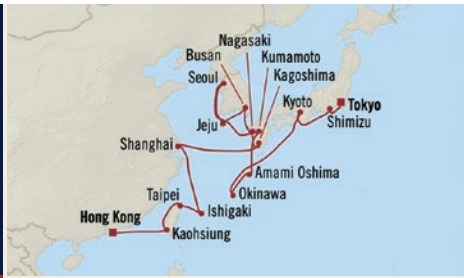 Nagasaki
Busan
Kumamoto
Seoul
Kagoshima
Kyoto
Tokyo
Jeju
Shimizu
Shanghai
Amami Oshima
Taipei
Okinawa
Hong Kong
Ishigaki
Kaohsiung